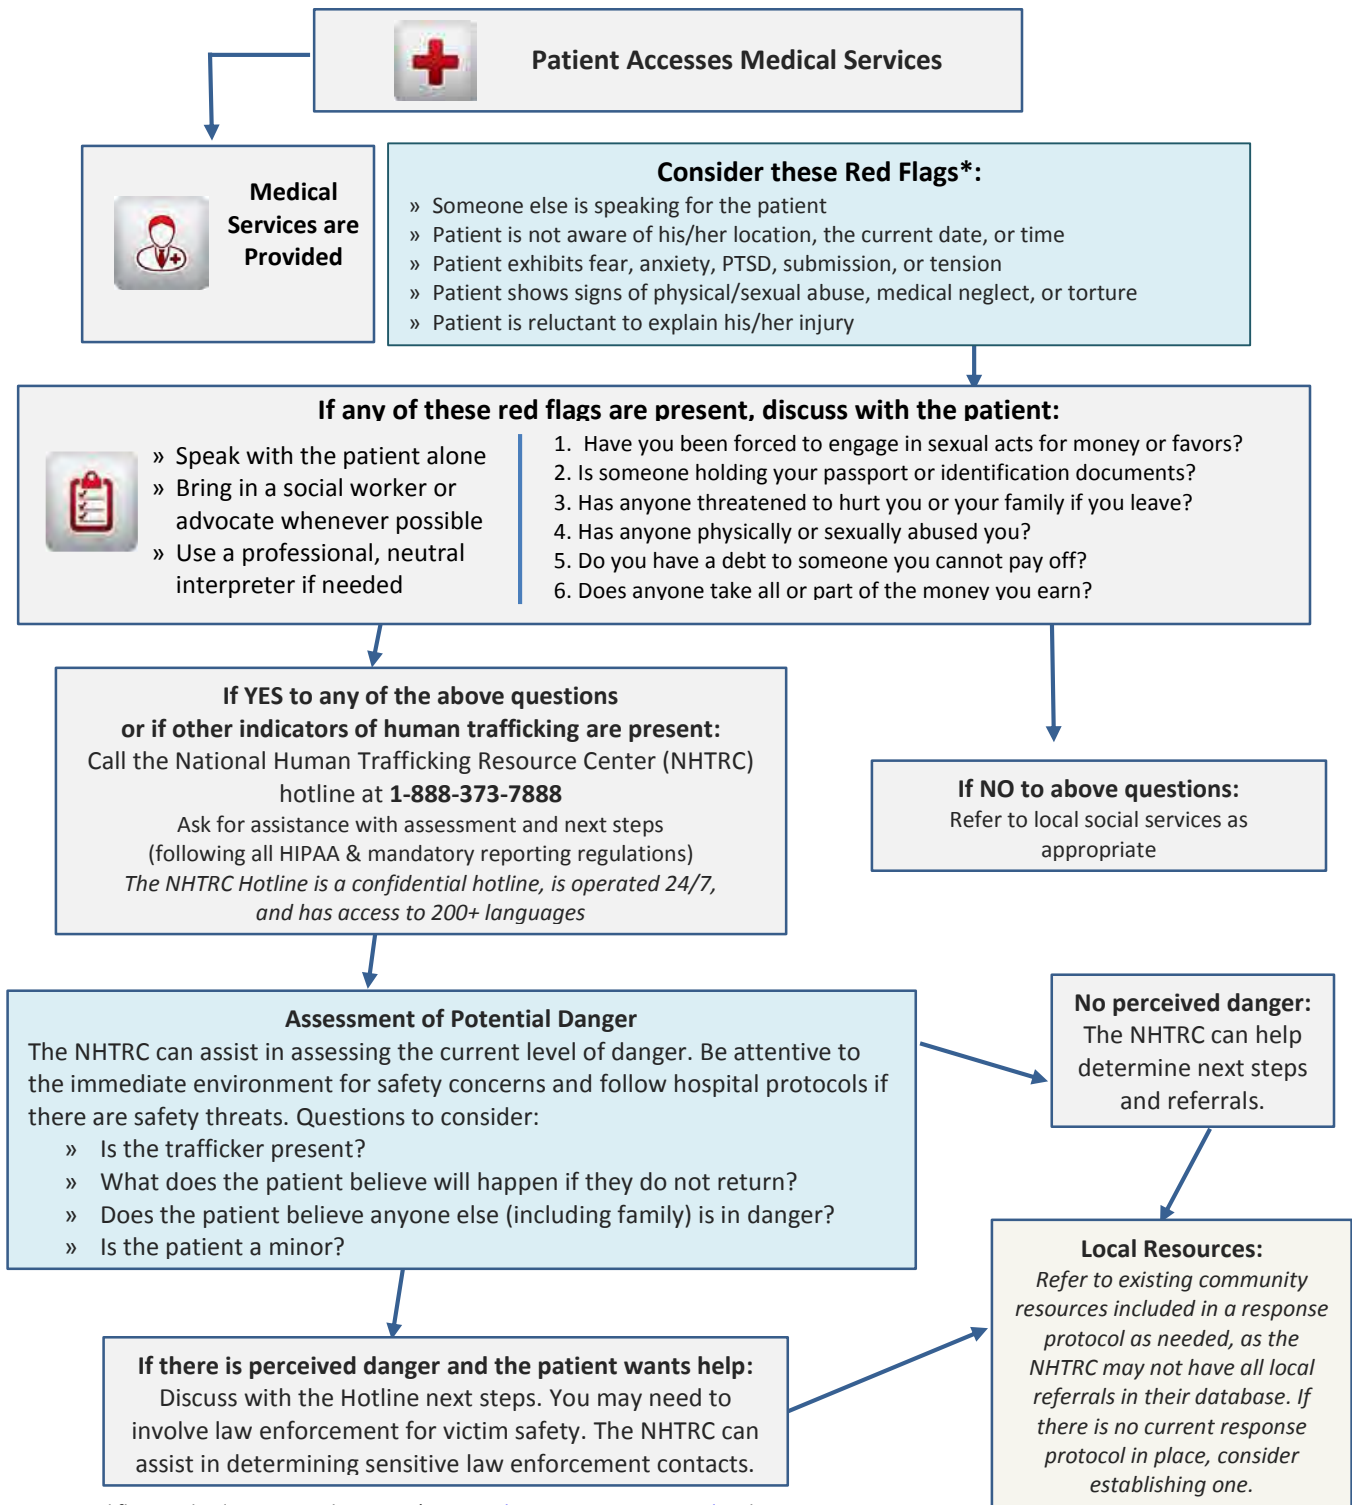 Patient Accesses Medical Services
Medical
Services are
Provided
Consider these Red Flags*:
» Someone else is speaking for the patient
» Patient is not aware of his/her location, the current date, or time
» Patient exhibits fear, anxiety, PTSD, submission, or tension
» Patient shows signs of physical/sexual abuse, medical neglect, or torture
» Patient is reluctant to explain his/her injury
If any of these red flags are present, discuss with the patient:
» Speak with the patient alone
» Bring in a social worker or
advocate whenever possible
» Use a professional, neutral
interpreter if needed
1. Have you been forced to engage in sexual acts for money or favors?
2. Is someone holding your passport or identification documents?
3. Has anyone threatened to hurt you or your family if you leave?
4. Has anyone physically or sexually abused you?
5. Do you have a debt to someone you cannot pay off?
6. Does anyone take all or part of the money you earn?
If YES to any of the above questions
or if other indicators of human trafficking are present:
Call the National Human Trafficking Resource Center (NHTRC)
hotline at 1-888-373-7888
Ask for assistance with assessment and next steps
(following all HIPAA & mandatory reporting regulations)
The NHTRC Hotline is a confidential hotline, is operated 24/7,
and has access to 200+ languages
If NO to above questions:
Refer to local social services as
appropriate
Assessment of Potential Danger
The NHTRC can assist in assessing the current level of danger. Be attentive to
the immediate environment for safety concerns and follow hospital protocols if
there are safety threats. Questions to consider:
» Is the trafficker present?
» What does the patient believe will happen if they do not return?
» Does the patient believe anyone else (including family) is in danger?
» Is the patient a minor?
No perceived danger:
The NHTRC can help
determine next steps
and referrals.
If there is perceived danger and the patient wants help:
Discuss with the Hotline next steps. You may need to
involve law enforcement for victim safety. The NHTRC can
assist in determining sensitive law enforcement contacts.
Local Resources:
Refer to existing community
resources included in a response
protocol as needed, as the
NHTRC may not have all local
referrals in their database. If
there is no current response
protocol in place, consider
establishing one.